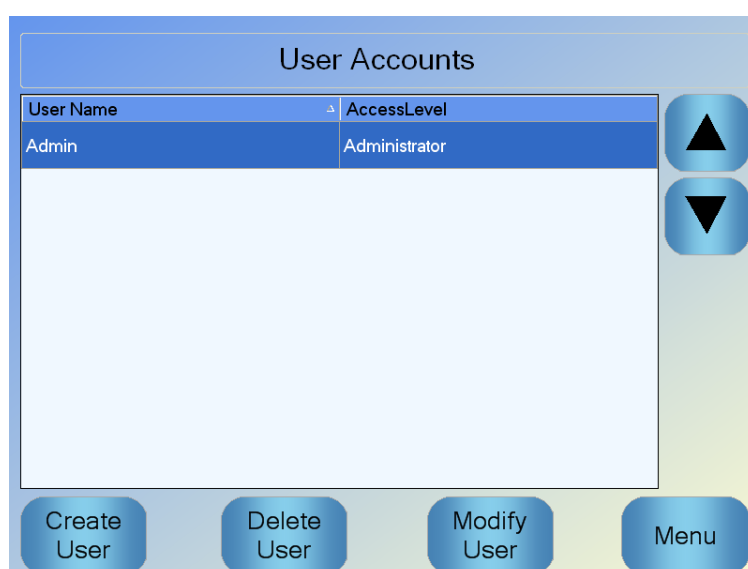 User Accounts
User Name AccessLevel
Admin Administrator
Create User
Delete User
Modify User
Menu